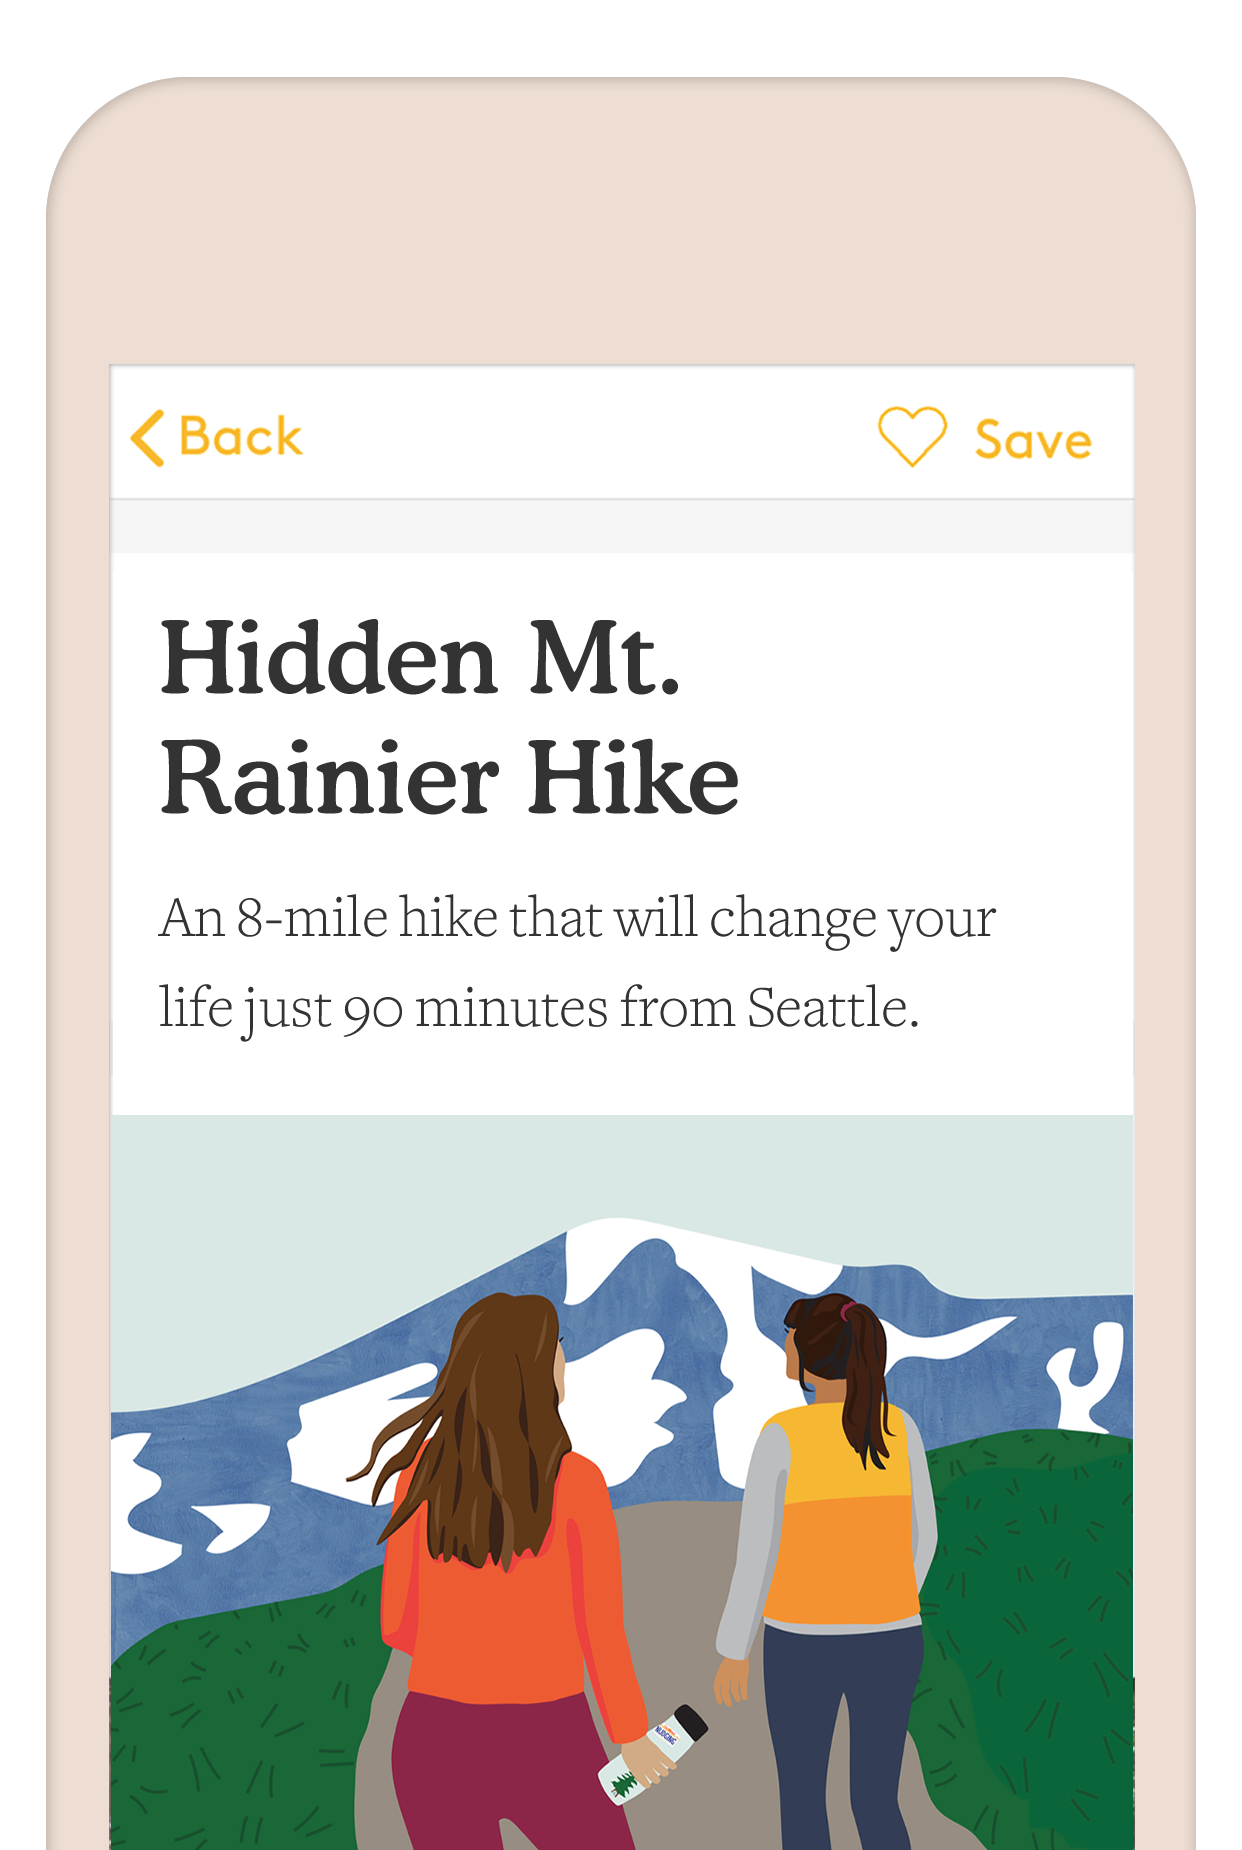 Back
Save
Hidden Mt.
Rainier Hike
An 8-mile hike that will change your
life just 90 minutes from Seattle.
NUDGING